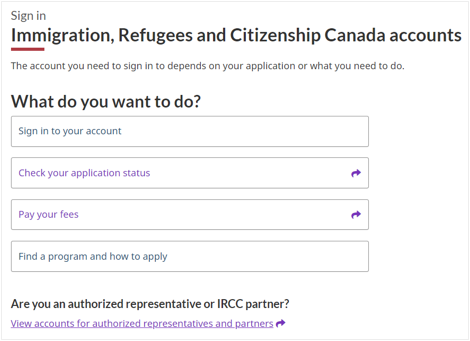 Sign in
Immigration, Refugees and Citizenship Canada accounts
The account you need to sign in to depends on your application or what you need to do.
What do you want to do?
Sign in to your account
Check your application status
Pay your fees
Find a program and how to apply
Are you an authorized representative or IRCC partner?
View accounts for authorized representatives and partners